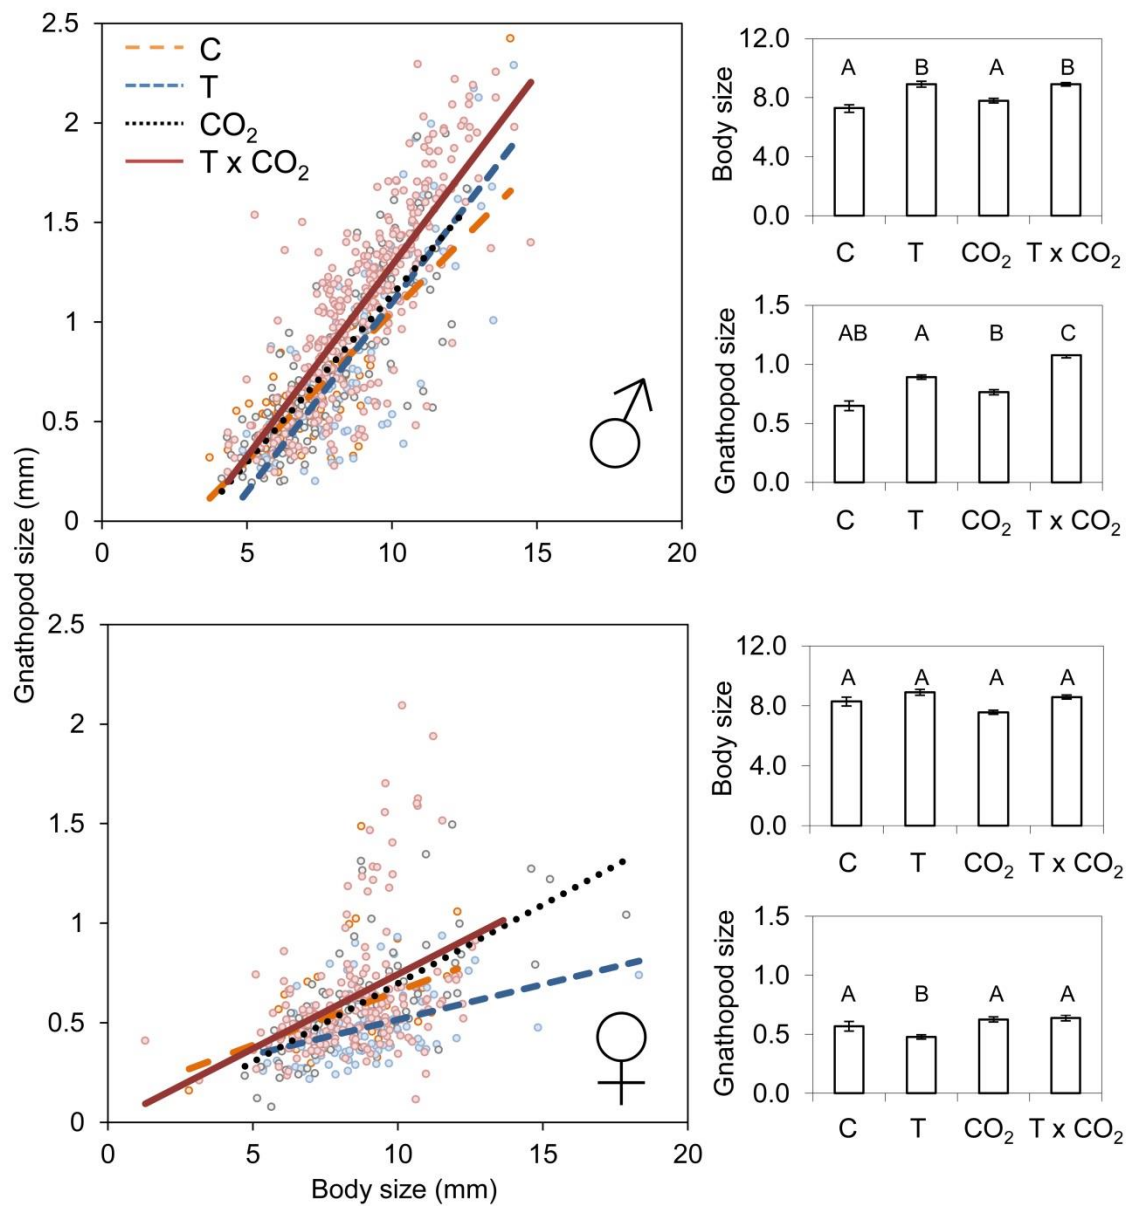 2.5
2
1.5
1
0.5
0
0 5 10 15 20
C
T
CO₂
T x CO₂
Gnathopod size (mm)
12.0
8.0
4.0
0.0
Body size
A B A B
C T CO₂ T x CO₂
1.5
1.0
0.5
0.0
Gnathopod size
AB A B C
C T CO₂ T x CO₂
2.5
2
1.5
1
0.5
0
0 5 10 15 20
Body size (mm)
12.0
8.0
4.0
0.0
Body size
A A A A
C T CO₂ T x CO₂
1.5
1.0
0.5
0.0
Gnathopod size
A B A A
C T CO₂ T x CO₂